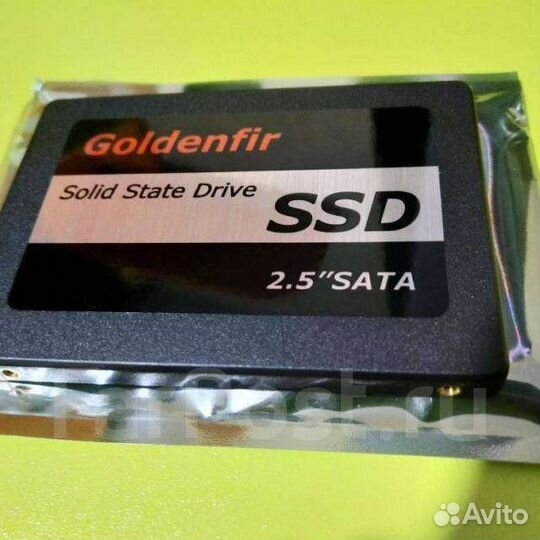 Goldenfir
Solid State Drive
SSD
2.5"SATA
FarPost.ru
Avito